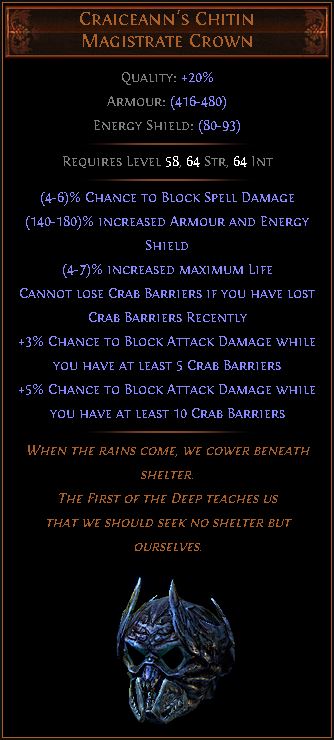 Craiceann's Chitin
Magistrate Crown
Quality: +20%
Armour: (416-480)
Energy Shield: (80-93)
Requires Level 58, 64 Str, 64 Int
(4-6)% Chance to Block Spell Damage
(140-180)% increased Armour and Energy
Shield
(4-7)% increased maximum Life
Cannot lose Crab Barriers if you have lost
Crab Barriers Recently
+3% Chance to Block Attack Damage while
you have at least 5 Crab Barriers
+5% Chance to Block Attack Damage while
you have at least 10 Crab Barriers
When the rains come, we cower beneath
shelter.
The First of the Deep teaches us
that we should seek no shelter but
ourselves.